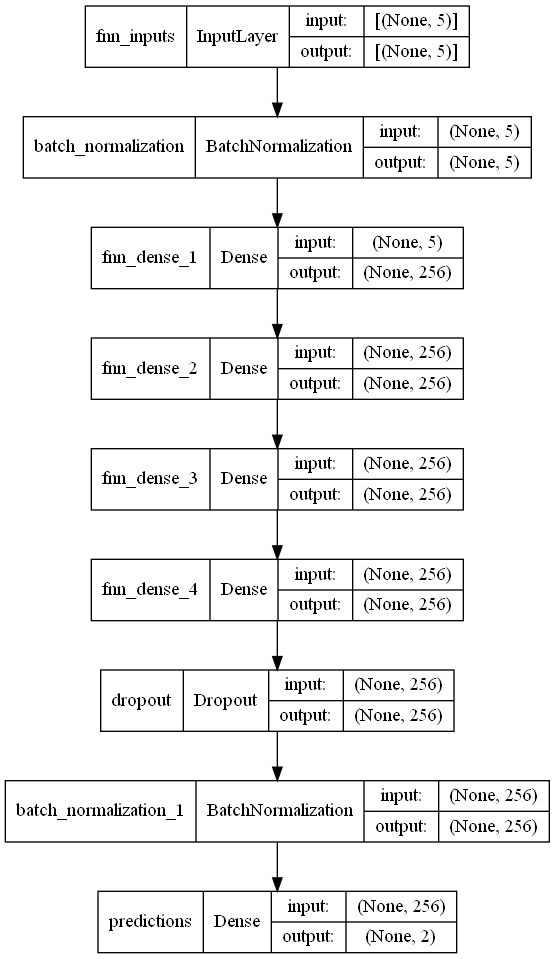 fnn_inputs InputLayer input: [(None, 5)]
output: [(None, 5)]
batch_normalization BatchNormalization input: (None, 5)
output: (None, 5)
fnn_dense_1 Dense input: (None, 5)
output: (None, 256)
fnn_dense_2 Dense input: (None, 256)
output: (None, 256)
fnn_dense_3 Dense input: (None, 256)
output: (None, 256)
fnn_dense_4 Dense input: (None, 256)
output: (None, 256)
dropout Dropout input: (None, 256)
output: (None, 256)
batch_normalization_1 BatchNormalization input: (None, 256)
output: (None, 256)
predictions Dense input: (None, 256)
output: (None, 2)